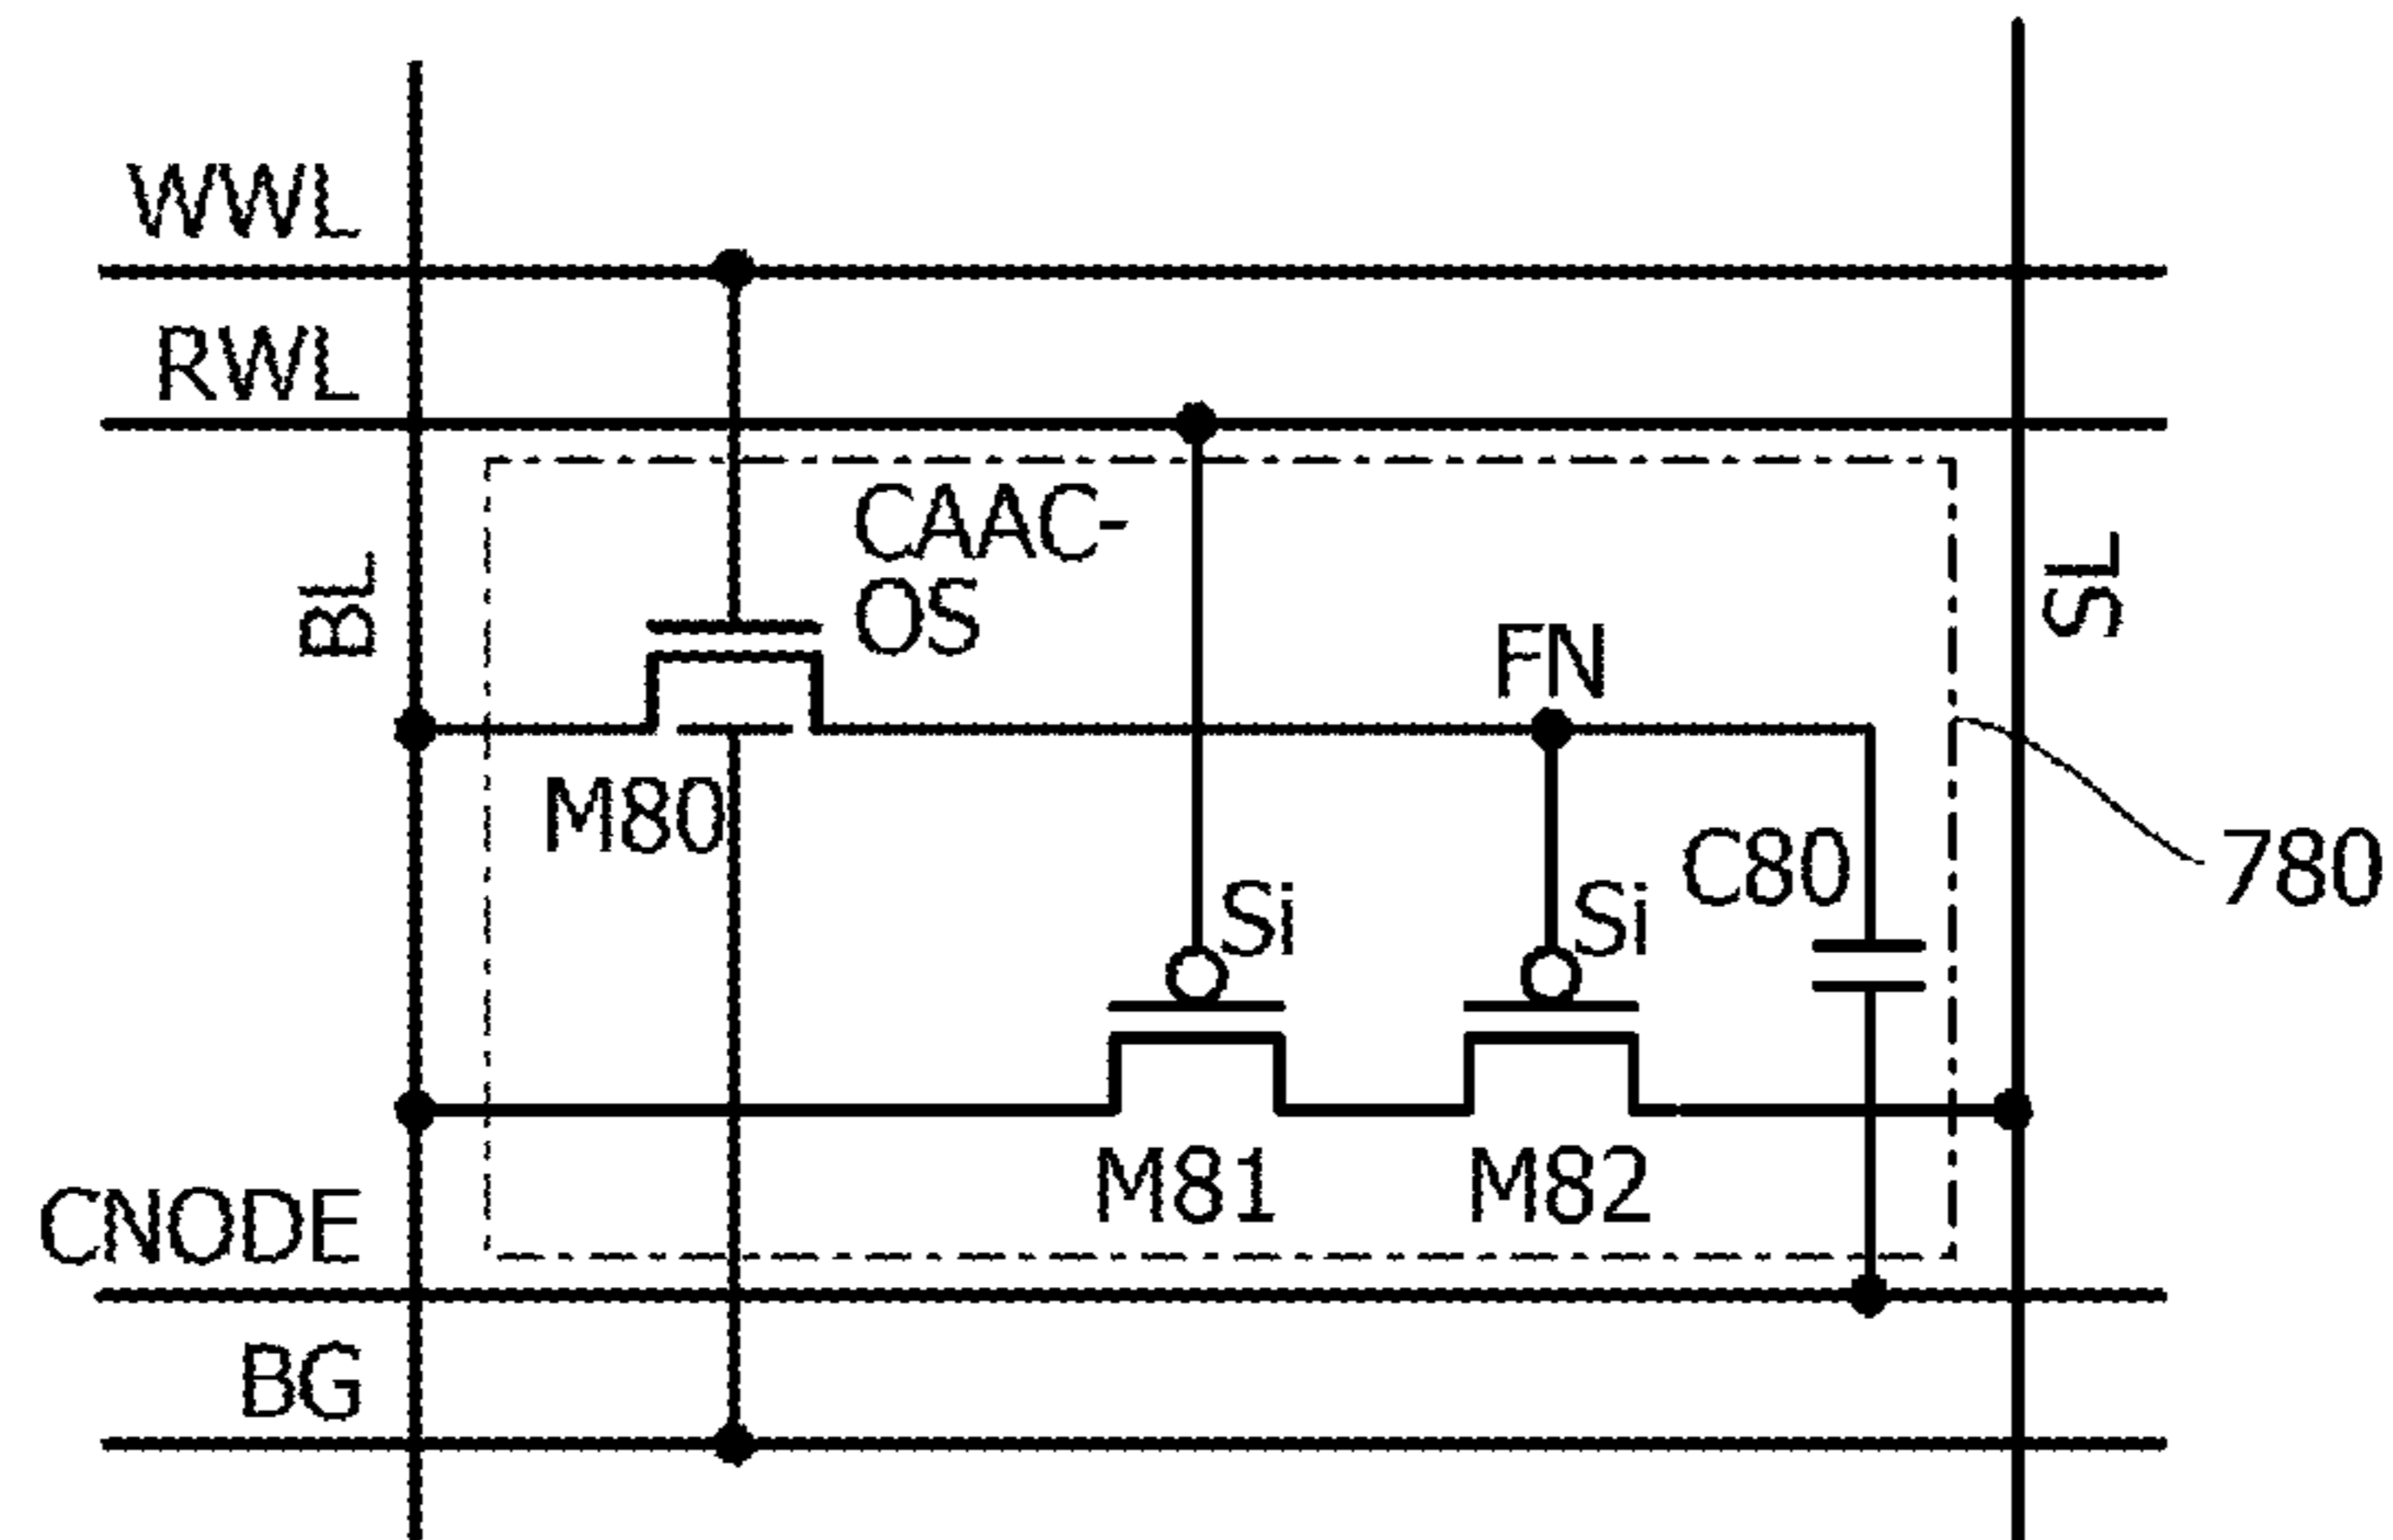 WWL
RWL
CAAC-
OS
BL
SL
FN
M80
C80
780
Si
Si
M81
M82
CNODE
BG